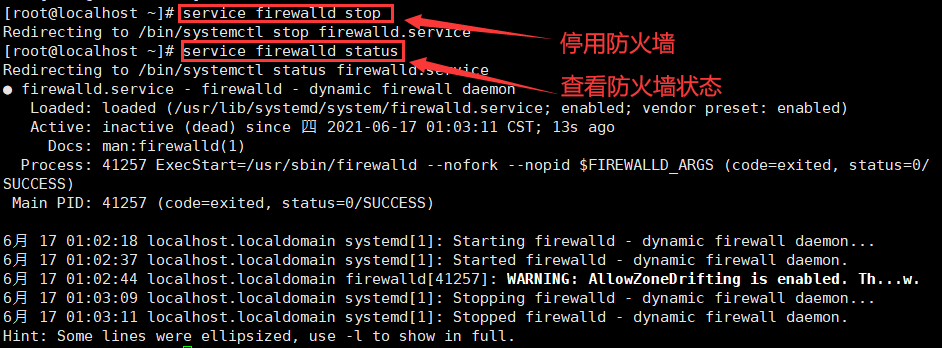 [root@localhost ~]# service firewalld stop
Redirecting to /bin/systemctl stop firewalld.service
停用防火墙
[root@localhost ~]# service firewalld status
Redirecting to /bin/systemctl status firewalld.service
查看防火墙状态
● firewalld.service - firewalld - dynamic firewall daemon
Loaded: loaded (/usr/lib/systemd/system/firewalld.service; enabled; vendor preset: enabled)
Active: inactive (dead) since 四 2021-06-17 01:03:11 CST; 13s ago
Docs: man:firewalld(1)
Process: 41257 ExecStart=/usr/sbin/firewalld --nofork --nopid $FIREWALLD_ARGS (code=exited, status=0/
SUCCESS)
Main PID: 41257 (code=exited, status=0/SUCCESS)
6月 17 01:02:18 localhost.localdomain systemd[1]: Starting firewalld - dynamic firewall daemon...
6月 17 01:02:37 localhost.localdomain systemd[1]: Started firewalld - dynamic firewall daemon.
6月 17 01:02:44 localhost.localdomain firewalld[41257]: WARNING: AllowZoneDrifting is enabled. Th...w.
6月 17 01:03:09 localhost.localdomain systemd[1]: Stopping firewalld - dynamic firewall daemon...
6月 17 01:03:11 localhost.localdomain systemd[1]: Stopped firewalld - dynamic firewall daemon.
Hint: Some lines were ellipsized, use -l to show in full.